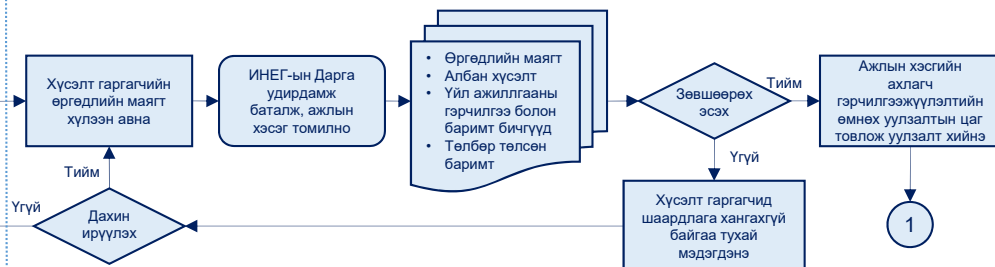 Хүсэлт гаргагчийн
өргөдлийн маягт
хүлээн авна
ИНЕГ-ын Дарга
удирдамж
баталж, ажлын
хэсэг томилно
• Өргөдлийн маягт
• Албан хүсэлт
• Үйл ажиллгааны
гэрчилгээ болон
баримт бичгүүд
• Төлбөр төлсөн
баримт
Зөвшөөрөх
эсэх
Тийм
Ажлын хэсгийн
ахлагч
гэрчилгээжүүлэлтийн
өмнөх уулзалтын цаг
товлож уулзалт хийнэ
Үгүй
Хүсэлт гаргагчид
шаардлага хангахгүй
байгаа тухай
мэдэгдэнэ
1
Тийм
Үгүй
Дахин
ирүүлэх